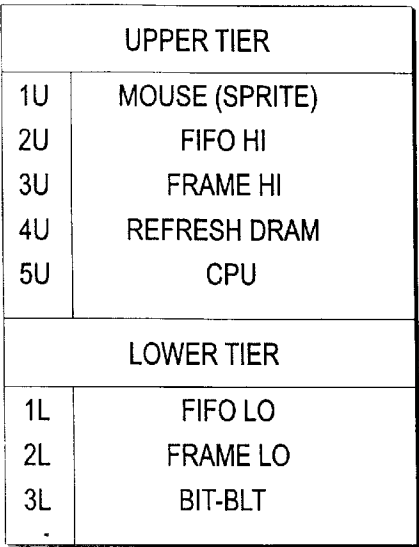 UPPER TIER
1U MOUSE (SPRITE)
2U FIFO HI
3U FRAME HI
4U REFRESH DRAM
5U CPU
LOWER TIER
1L FIFO LO
2L FRAME LO
3L BIT-BLT